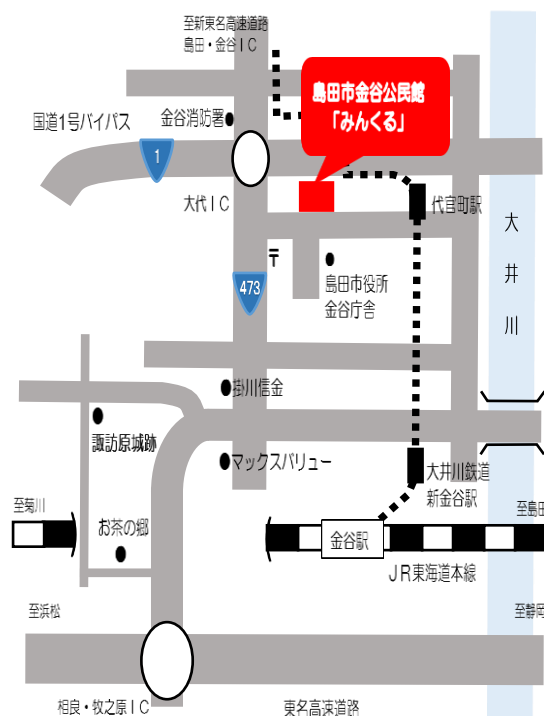 至新東名高速道路
島田・金谷IC
島田市金谷公民館
「みんくる」
金谷消防署
国道1号バイパス
1
大代IC
代官町駅
大井川
〒
島田市役所
金谷庁舎
473
掛川信金
諏訪原城跡
マックスバリュー
大井川鉄道
新金谷駅
至菊川
至島田
お茶の郷
金谷駅
JR東海道本線
至浜松
至静岡
相良・牧之原IC
東名高速道路